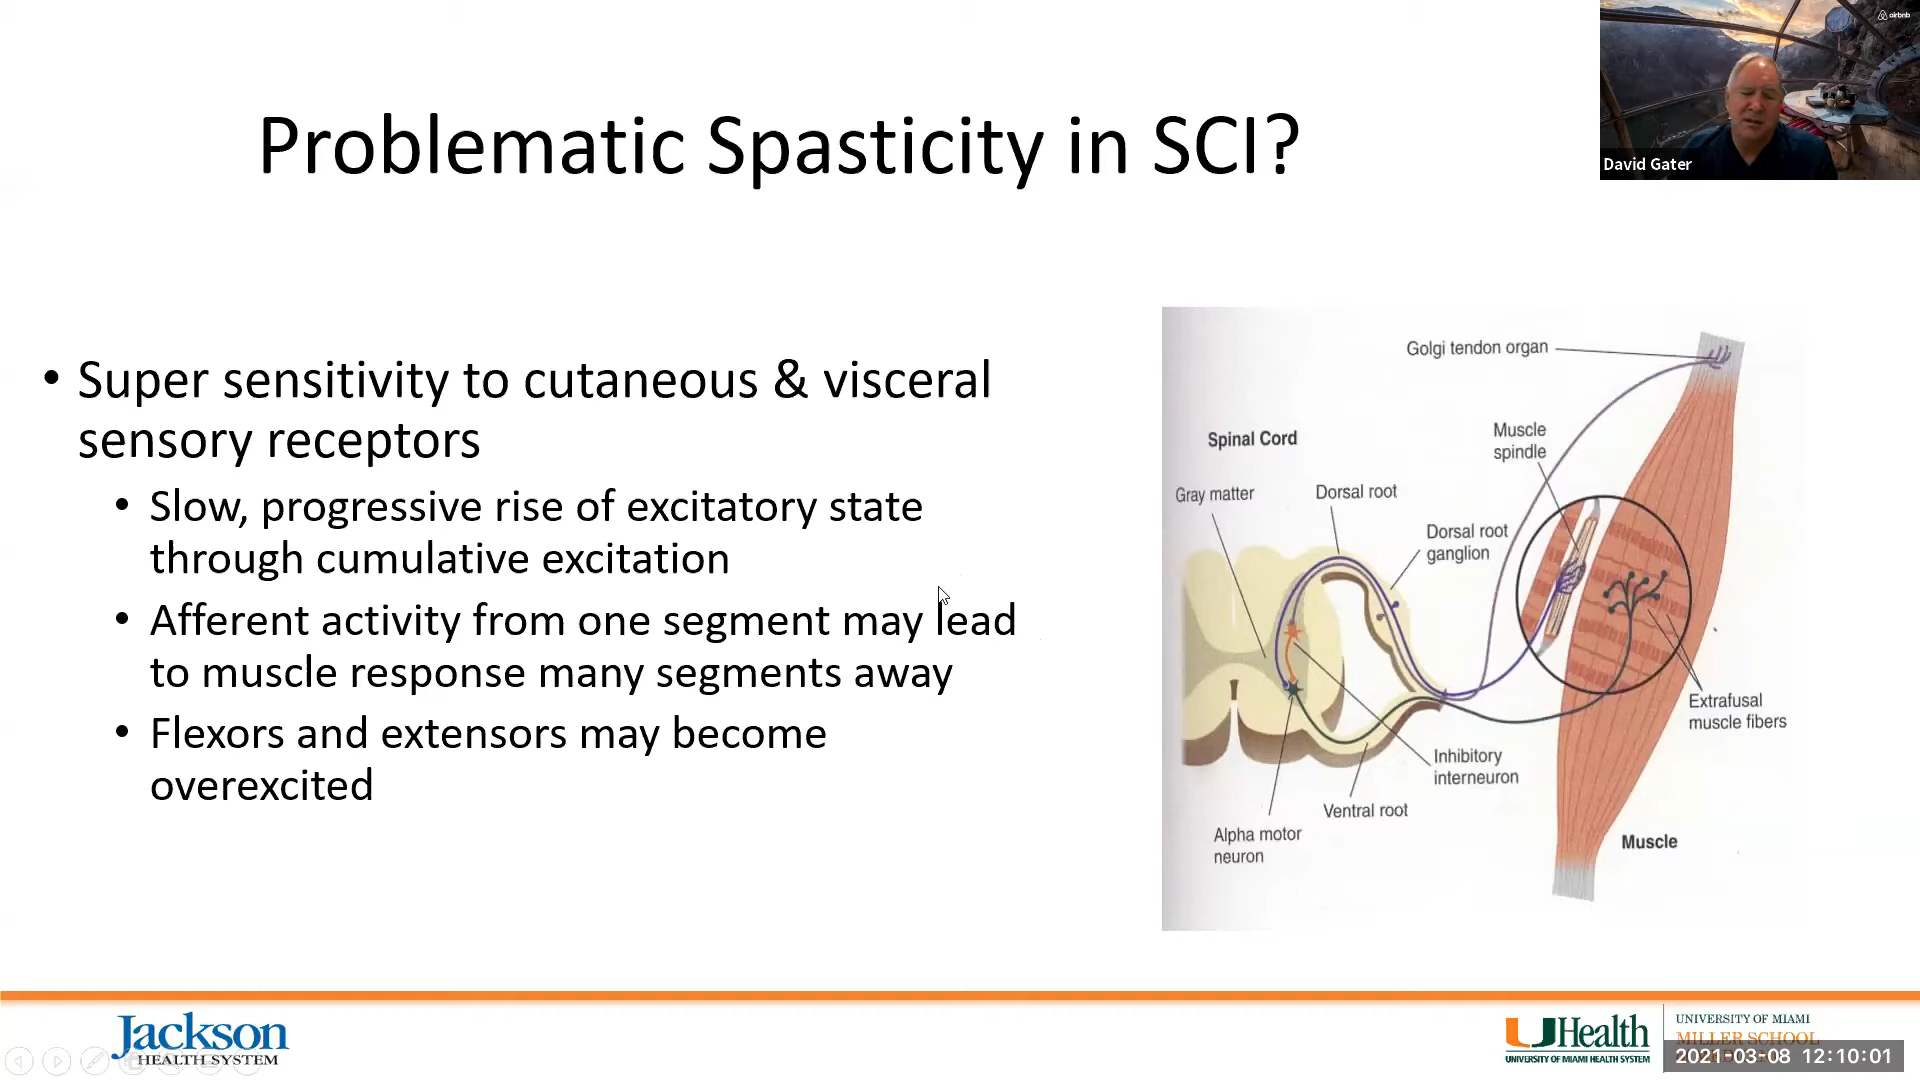 Problematic Spasticity in SCI?
airbnb
David Gater
• Super sensitivity to cutaneous & visceral
sensory receptors
• Slow, progressive rise of excitatory state
through cumulative excitation
• Afferent activity from one segment may lead
to muscle response many segments away
• Flexors and extensors may become
overexcited
Golgi tendon organ
Muscle
spindle
Spinal Cord
Gray matter
Dorsal root
Dorsal root
ganglion
Extrafusal
muscle fibers
Inhibitory
interneuron
Ventral root
Alpha motor
neuron
Muscle
Jackson
HEALTH SYSTEM
UHealth
UNIVERSITY OF MIAMI HEALTH SYSTEM
UNIVERSITY OF MIAMI
MILLER SCHOOL
2021-03-08 12:10:01